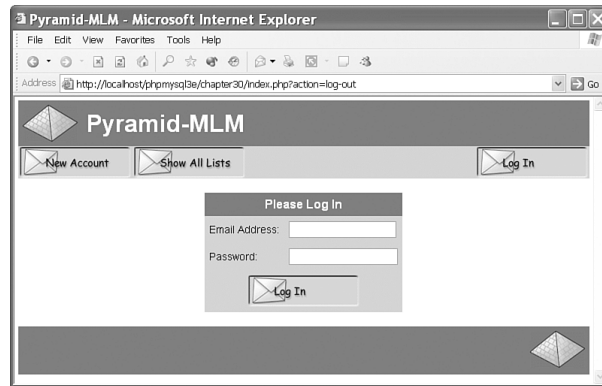 Pyramid-MLM - Microsoft Internet Explorer
File Edit View Favorites Tools Help
Address http://localhost/phpmysql3e/chapter30/index.php?action=log-out Go
Pyramid-MLM
New Account Show All Lists Log In
Please Log In
Email Address:
Password:
Log In